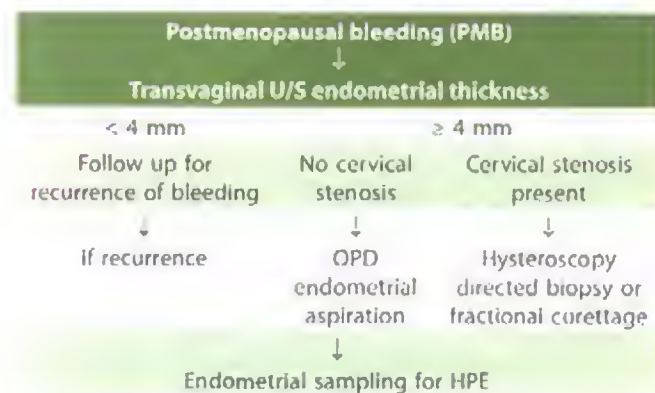 Postmenopausal bleeding (PMB)
↓
Transvaginal U/S endometrial thickness
< 4 mm
≥ 4 mm
Follow up for
recurrence of bleeding
↓
If recurrence
No cervical
stenosis
↓
OPD
endometrial
aspiration
Cervical stenosis
present
↓
Hysteroscopy
directed biopsy or
fractional curettage
↓
Endometrial sampling for HPE